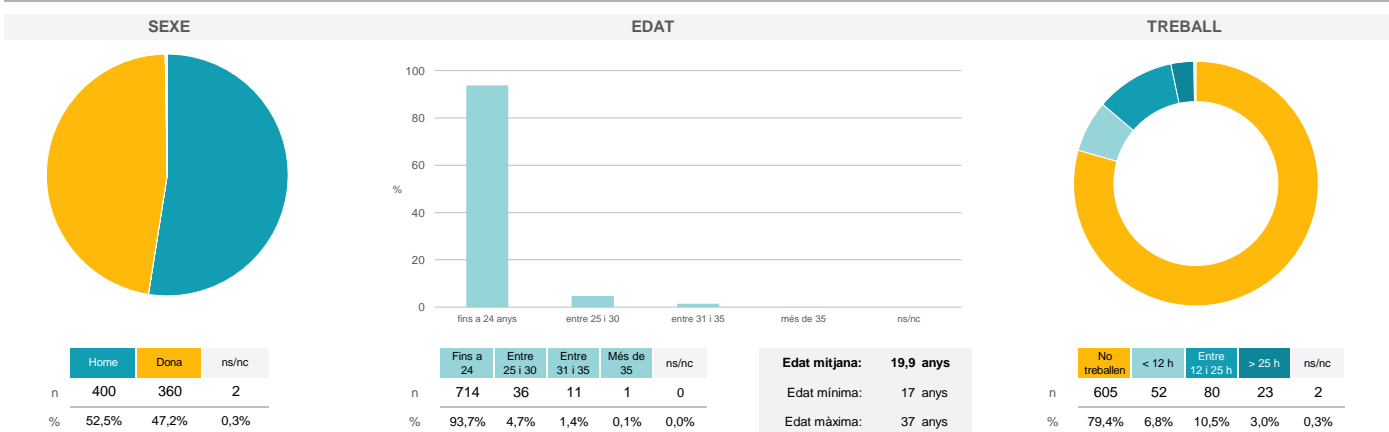 SEXE
EDAT
TREBALL
100
80
60
%
40
20
0
fins a 24 anys entre 25 i 30 entre 31 i 35 més de 35 ns/nc
Home Dona ns/nc
n 400 360 2
% 52,5% 47,2% 0,3%
Fins a 24 Entre 25 i 30 Entre 31 i 35 Més de 35 ns/nc
n 714 36 11 1 0
% 93,7% 4,7% 1,4% 0,1% 0,0%
Edat mitjana: 19,9 anys
Edat mínima: 17 anys
Edat màxima: 37 anys
No treballen < 12 h Entre 12 i 25 h > 25 h ns/nc
n 605 52 80 23 2
% 79,4% 6,8% 10,5% 3,0% 0,3%